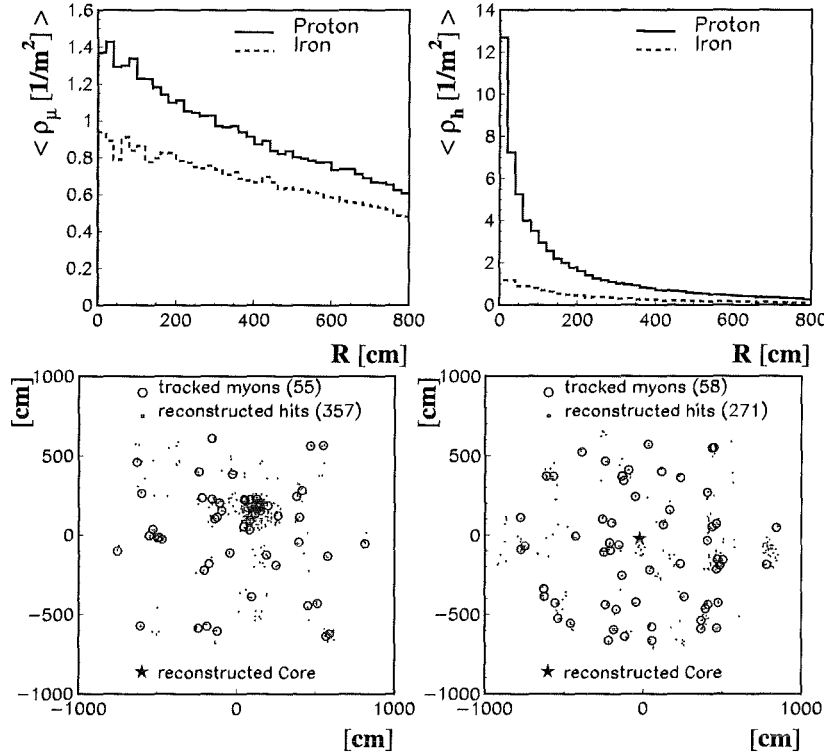 < ρμ [1/m²] >
1.6
1.4
1.2
1
0.8
0.6
0.4
0.2
0
Proton
Iron
0
200
400
600
800
R [cm]
< ρh [1/m²] >
14
12
10
8
6
4
2
0
Proton
Iron
0
200
400
600
800
R [cm]
[cm]
1000
500
0
−500
−1000
tracked myons (55)
reconstructed hits (357)
reconstructed Core
−1000
0
1000
[cm]
[cm]
1000
500
0
−500
−1000
tracked myons (58)
reconstructed hits (271)
reconstructed Core
−1000
0
1000
[cm]